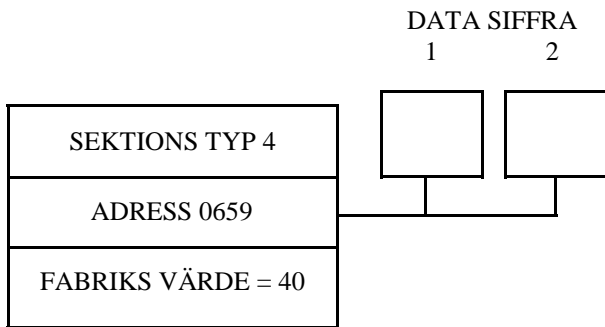 DATA SIFFRA
1 2
SEKTIONS TYP 4
ADRESS 0659
FABRIKS VÄRDE = 40